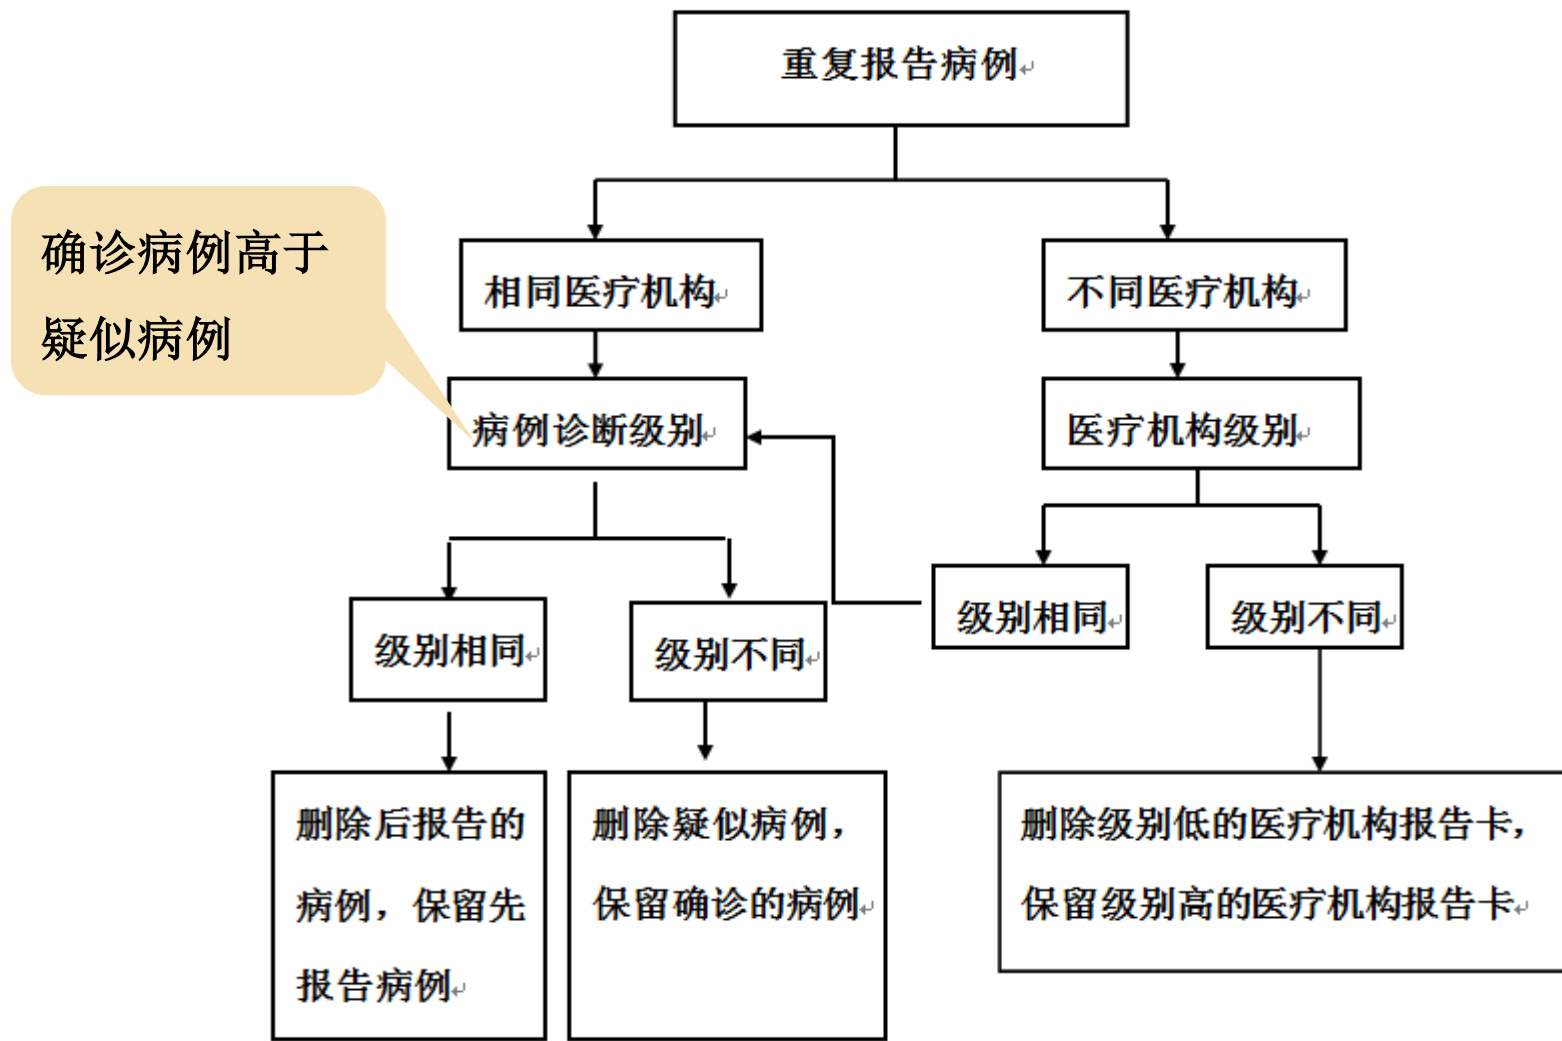 重复报告病例
确诊病例高于
疑似病例
相同医疗机构
不同医疗机构
病例诊断级别
医疗机构级别
级别相同
级别不同
级别相同
级别不同
删除后报告的
病例，保留先
报告病例
删除疑似病例，
保留确诊的病例
删除级别低的医疗机构报告卡，
保留级别高的医疗机构报告卡